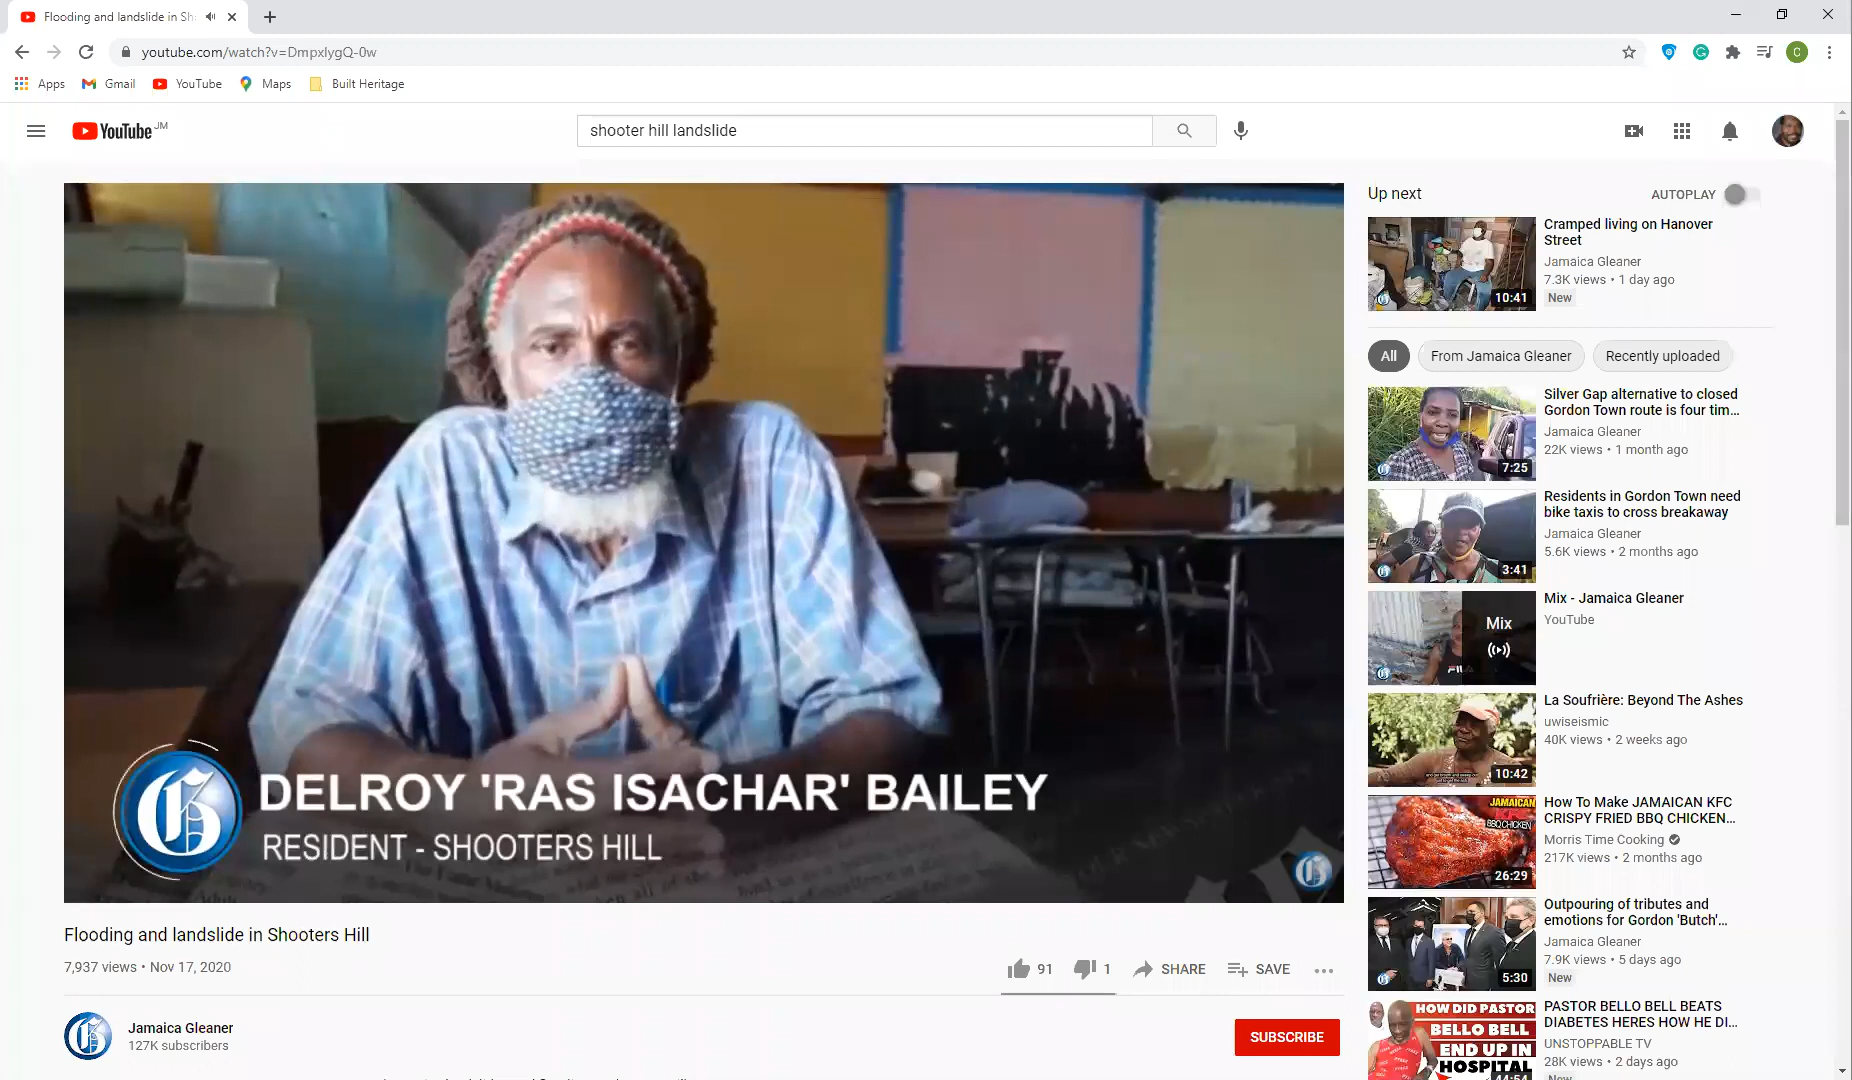 Flooding and landslide in Sh
youtube.com/watch?v=DmpxlygQ-0w
C
Apps
Gmail
YouTube
Maps
Built Heritage
YouTube JM
shooter hill landslide
DELROY 'RAS ISACHAR' BAILEY
RESIDENT - SHOOTERS HILL
Flooding and landslide in Shooters Hill
7,937 views • Nov 17, 2020
91
1
SHARE
SAVE
Jamaica Gleaner
127K subscribers
SUBSCRIBE
Up next
AUTOPLAY
10:41
Cramped living on Hanover
Street
Jamaica Gleaner
7.3K views • 1 day ago
New
All
From Jamaica Gleaner
Recently uploaded
7:25
Silver Gap alternative to closed
Gordon Town route is four tim...
Jamaica Gleaner
22K views • 1 month ago
3:41
Residents in Gordon Town need
bike taxis to cross breakaway
Jamaica Gleaner
5.6K views • 2 months ago
Mix
Mix - Jamaica Gleaner
YouTube
10:42
La Soufrière: Beyond The Ashes
uwiseismic
40K views • 2 weeks ago
JAMAICAN
BBQ CHICKEN
26:29
How To Make JAMAICAN KFC
CRISPY FRIED BBQ CHICKEN...
Morris Time Cooking
217K views • 2 months ago
5:30
Outpouring of tributes and
emotions for Gordon 'Butch'...
Jamaica Gleaner
7.9K views • 5 days ago
New
HOW DID PASTOR
BELLO BELL
END UP IN
HOSPITAL
44:54
PASTOR BELLO BELL BEATS
DIABETES HERES HOW HE DI...
UNSTOPPABLE TV
28K views • 2 days ago
New